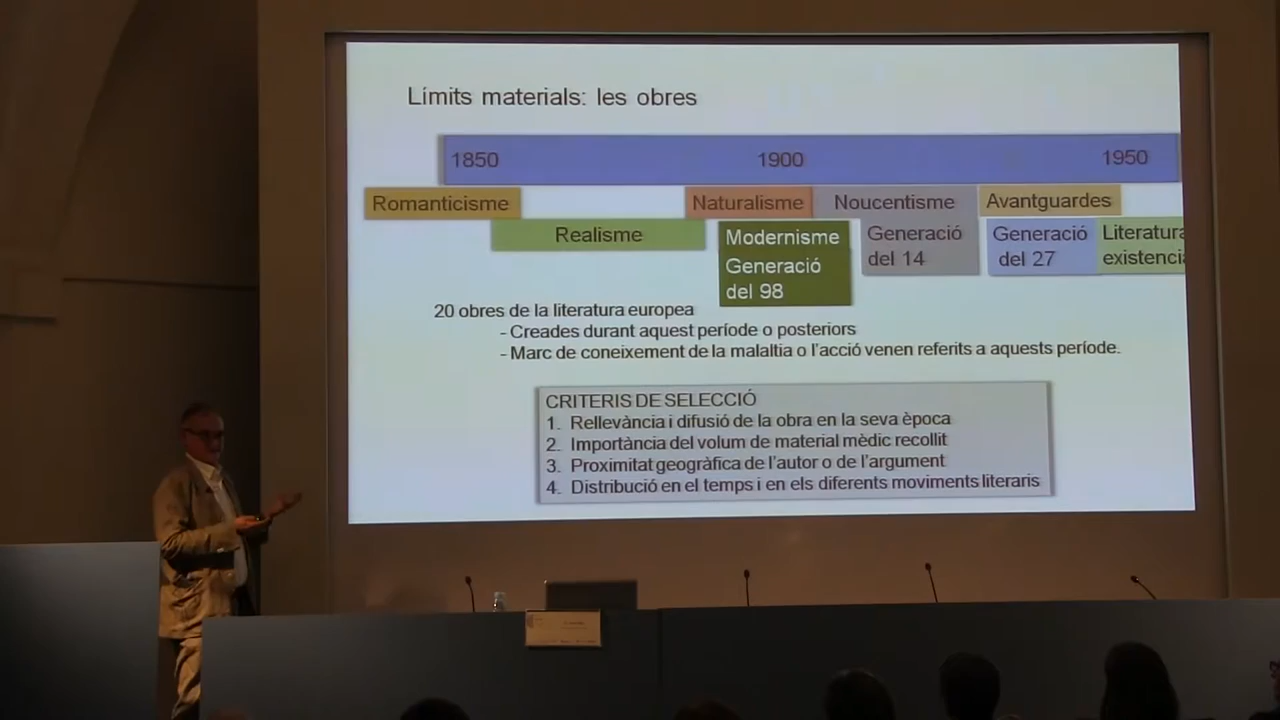 Límits materials: les obres
1850 1900 1950
Romanticisme Naturalisme Noucentisme Avantguardes
Realisme
Modernisme
Generació
del 98
Generació
del 14
Generació
del 27
Literatura
existenci
20 obres de la literatura europea
- Creades durant aquest període o posteriors
- Marc de coneixement de la malaltia o l'acció venen referits a aquests període.
CRITERIS DE SELECCIÓ
1. Rellevància i difusió de la obra en la seva època
2. Importància del volum de material mèdic recollit
3. Proximitat geogràfica de l'autor o de l'argument
4. Distribució en el temps i en els diferents moviments literaris